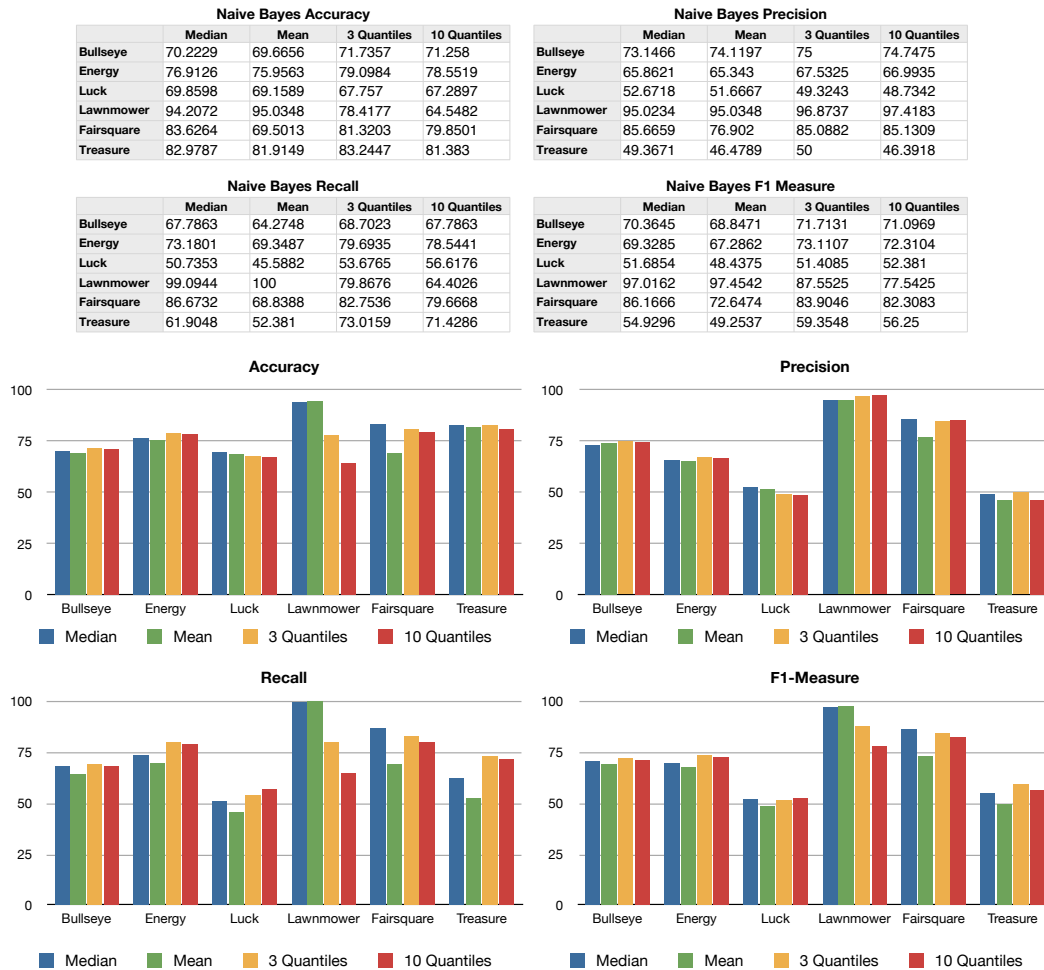 Naive Bayes Accuracy
Median Mean 3 Quantiles 10 Quantiles
Bullseye 70.2229 69.6656 71.7357 71.258
Energy 76.9126 75.9563 79.0984 78.5519
Luck 69.8598 69.1589 67.757 67.2897
Lawnmower 94.2072 95.0348 78.4177 64.5482
Fairsquare 83.6264 69.5013 81.3203 79.8501
Treasure 82.9787 81.9149 83.2447 81.383
Naive Bayes Precision
Median Mean 3 Quantiles 10 Quantiles
Bullseye 73.1466 74.1197 75 74.7475
Energy 65.8621 65.343 67.5325 66.9935
Luck 52.6718 51.6667 49.3243 48.7342
Lawnmower 95.0234 95.0348 96.8737 97.4183
Fairsquare 85.6659 76.902 85.0882 85.1309
Treasure 49.3671 46.4789 50 46.3918
Naive Bayes Recall
Median Mean 3 Quantiles 10 Quantiles
Bullseye 67.7863 64.2748 68.7023 67.7863
Energy 73.1801 69.3487 79.6935 78.5441
Luck 50.7353 45.5882 53.6765 56.6176
Lawnmower 99.0944 100 79.8676 64.4026
Fairsquare 86.6732 68.8388 82.7536 79.6668
Treasure 61.9048 52.381 73.0159 71.4286
Naive Bayes F1 Measure
Median Mean 3 Quantiles 10 Quantiles
Bullseye 70.3645 68.8471 71.7131 71.0969
Energy 69.3285 67.2862 73.1107 72.3104
Luck 51.6854 48.4375 51.4085 52.381
Lawnmower 97.0162 97.4542 87.5525 77.5425
Fairsquare 86.1666 72.6474 83.9046 82.3083
Treasure 54.9296 49.2537 59.3548 56.25
Accuracy
100
75
50
25
0
Bullseye Energy Luck Lawnmower Fairsquare Treasure
Median Mean 3 Quantiles 10 Quantiles
Precision
100
75
50
25
0
Bullseye Energy Luck Lawnmower Fairsquare Treasure
Median Mean 3 Quantiles 10 Quantiles
Recall
100
75
50
25
0
Bullseye Energy Luck Lawnmower Fairsquare Treasure
Median Mean 3 Quantiles 10 Quantiles
F1-Measure
100
75
50
25
0
Bullseye Energy Luck Lawnmower Fairsquare Treasure
Median Mean 3 Quantiles 10 Quantiles